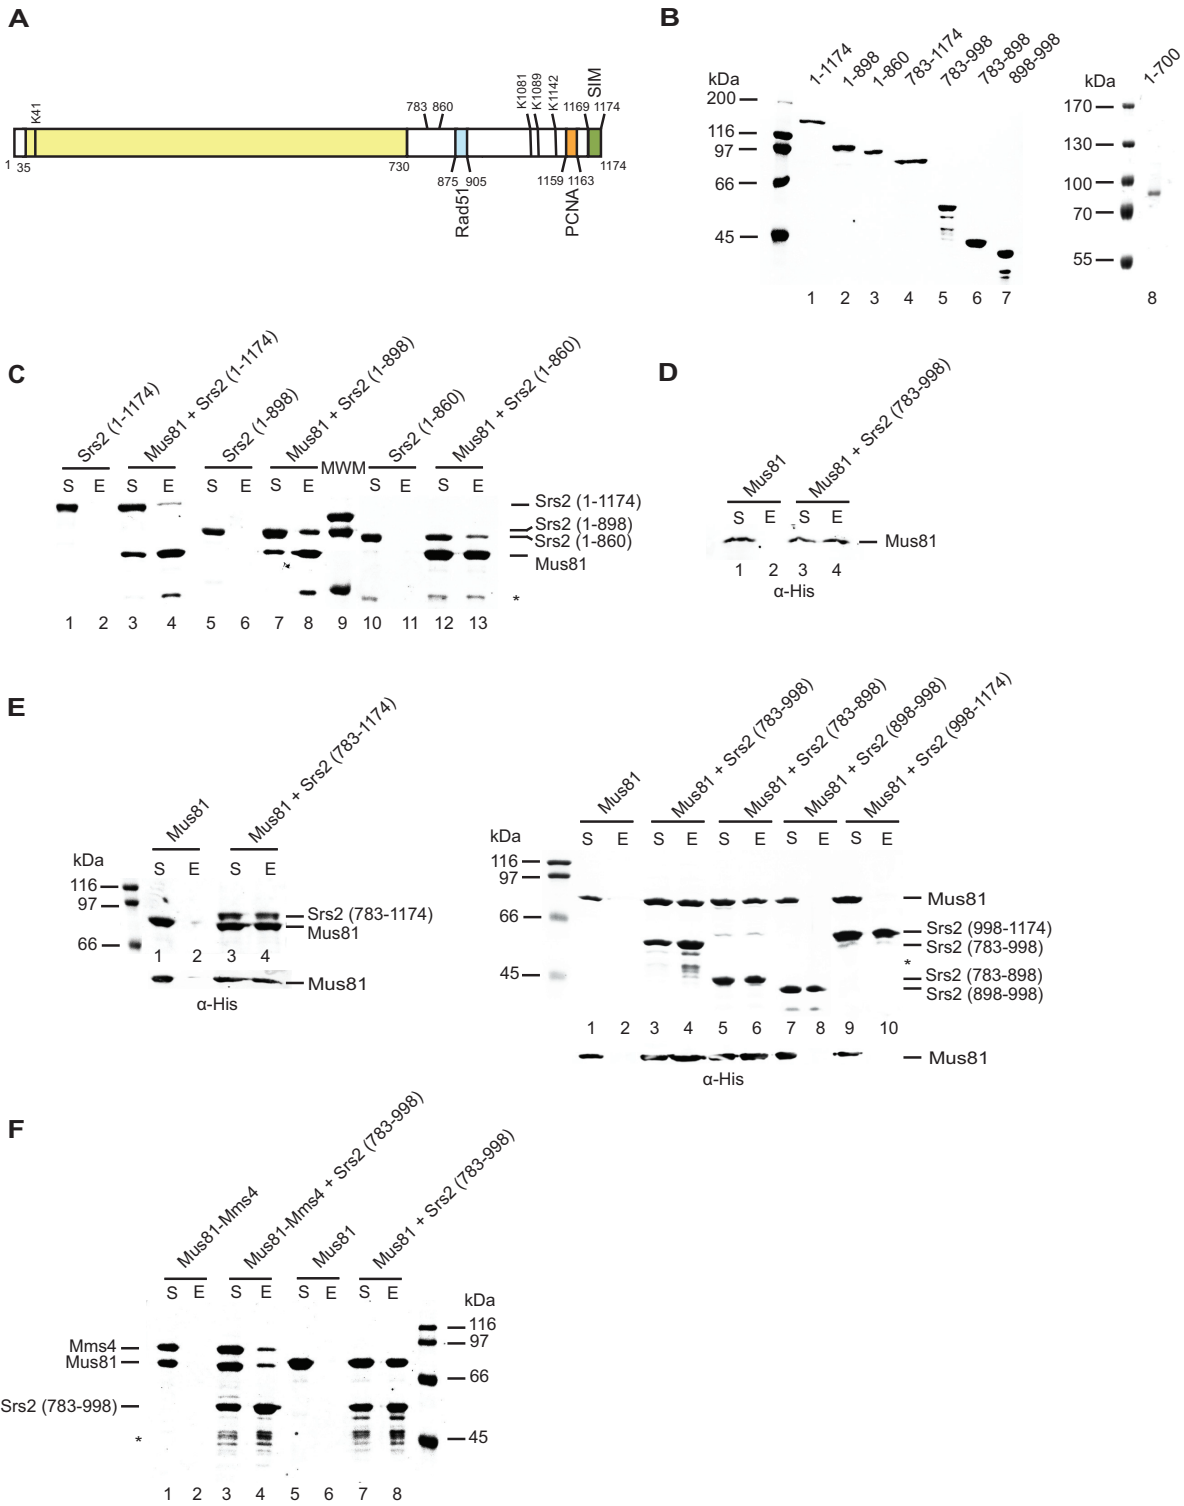 A
K41
783 860
K1081
K1089
K1142
1169
SIM
1174
1 35
730
875 905
Rad51
1159 1163
PCNA
1174
B
kDa
1-1174
1-898
1-860
783-1174
783-998
783-898
898-998
200
116
97
66
45
1 2 3 4 5 6 7
kDa
1-700
170
130
100
70
55
8
C
Srs2 (1-1174)
Mus81 + Srs2 (1-1174)
Srs2 (1-898)
Mus81 + Srs2 (1-898)
MWM
Srs2 (1-860)
Mus81 + Srs2 (1-860)
S E S E S E S E S E S E
Srs2 (1-1174)
Srs2 (1-898)
Srs2 (1-860)
Mus81
*
1 2 3 4 5 6 7 8 9 10 11 12 13
D
Mus81
Mus81 + Srs2 (783-998)
S E S E
Mus81
1 2 3 4
α-His
E
Mus81
Mus81 + Srs2 (783-1174)
kDa
S E S E
116
97
66
Srs2 (783-1174)
Mus81
1 2 3 4
Mus81
α-His
Mus81
Mus81 + Srs2 (783-998)
Mus81 + Srs2 (783-898)
Mus81 + Srs2 (898-998)
Mus81 + Srs2 (998-1174)
kDa
S E S E S E S E S E
116
97
66
45
Mus81
Srs2 (998-1174)
Srs2 (783-998)
*
Srs2 (783-898)
Srs2 (898-998)
1 2 3 4 5 6 7 8 9 10
Mus81
α-His
F
Mus81-Mms4
Mus81-Mms4 + Srs2 (783-998)
Mus81
Mus81 + Srs2 (783-998)
S E S E S E S E
kDa
116
97
66
45
Mms4
Mus81
Srs2 (783-998)
*
1 2 3 4 5 6 7 8